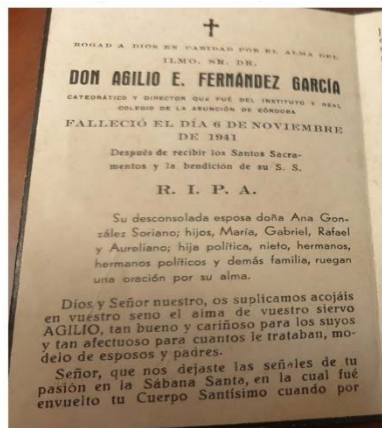 ROGAD A DIOS EN CARIDAD POR EL ALMA DEL
ILMO. SR. DR.
DON AGILIO E. FERNÁNDEZ GARCÍA
CATEDRÁTICO Y DIRECTOR QUE FUÉ DEL INSTITUTO Y REAL
COLEGIO DE LA ASUNCIÓN DE CÓRDOBA
FALLECIÓ EL DÍA 6 DE NOVIEMBRE
DE 1941
Después de recibir los Santos Sacra-
mentos y la bendición de su S. S.
R. I. P. A.
Su desconsolada esposa doña Ana Gon-
zález Soriano; hijos, María, Gabriel, Rafael
y Aureliano; hija política, nieto, hermanos,
hermanos políticos y demás familia, ruegan
una oración por su alma.
Dios y Señor nuestro, os suplicamos acojáis
en vuestro seno el alma de vuestro siervo
AGILIO, tan bueno y cariñoso para los suyos
y tan afectuoso para cuantos le trataban, mo-
delo de esposos y padres.
Señor, que nos dejaste las señales de tu
pasión en la Sábana Santa, en la cual fué
envuelto tu Cuerpo Santísimo cuando por